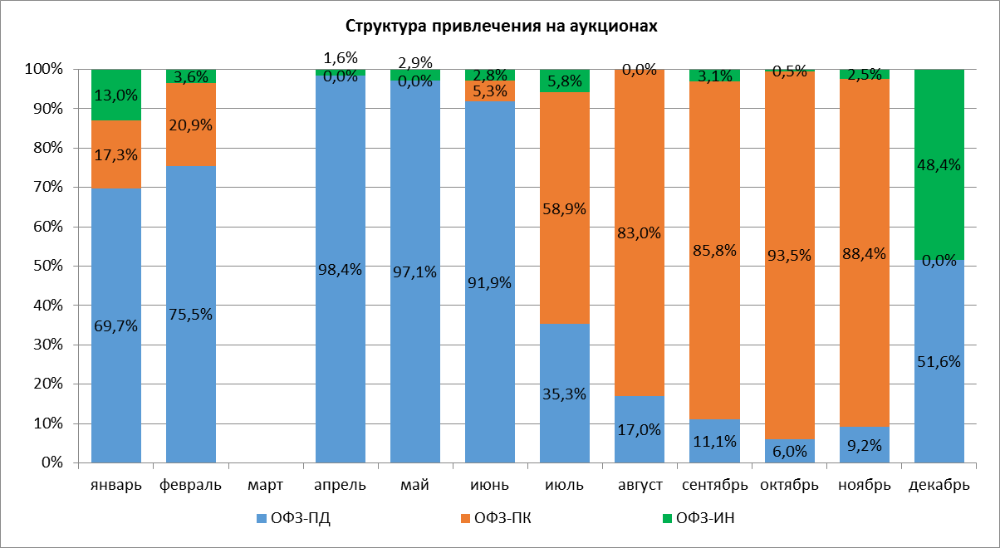 Структура привлечения на аукционах
1,6% 2,9%
100% 3,6% 0,0% 0,0% 2,8% 5,8% 0,0% 3,1% 0,5% 2,5%
13,0% 5,3%
90%
20,9%
80%
17,3%
70%
48,4%
60% 58,9% 83,0% 85,8% 93,5% 88,4%
50% 98,4% 97,1% 91,9% 0,0%
40%
69,7% 75,5%
30%
51,6%
20% 35,3%
10% 17,0% 11,1% 6,0% 9,2%
0%
январь февраль март апрель май июнь июль август сентябрь октябрь ноябрь декабрь
ОФЗ-ПД ОФЗ-ПК ОФЗ-ИН